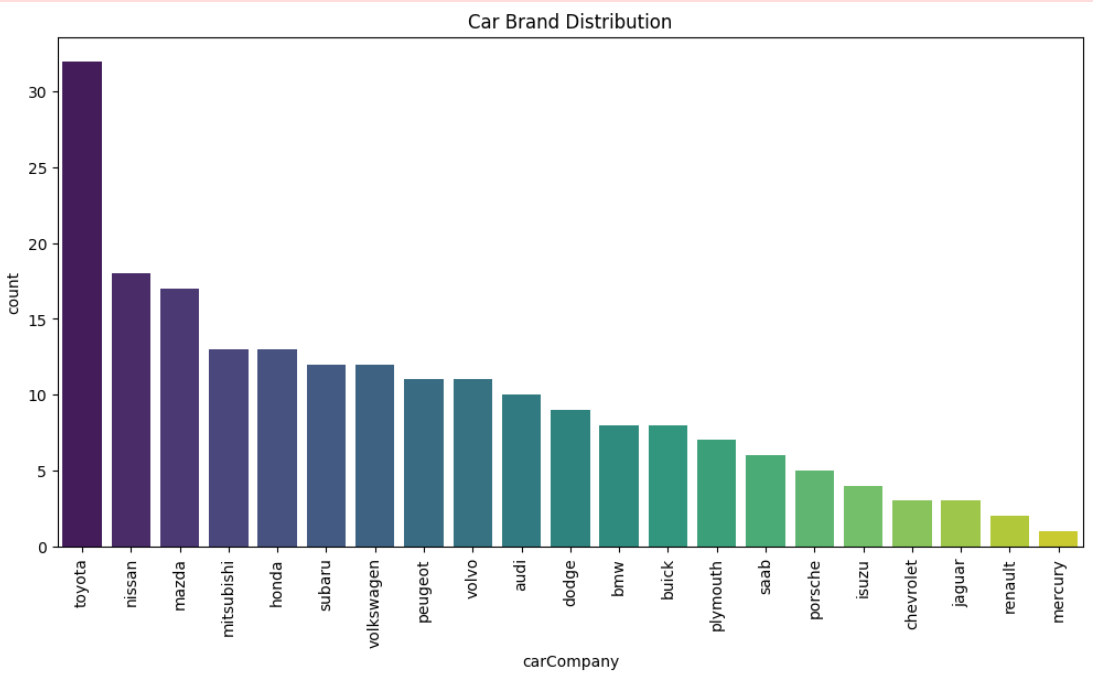 Car Brand Distribution
count
30
25
20
15
10
5
0
toyota
nissan
mazda
mitsubishi
honda
subaru
volkswagen
peugeot
volvo
audi
dodge
bmw
buick
plymouth
saab
porsche
isuzu
chevrolet
jaguar
renault
mercury
carCompany